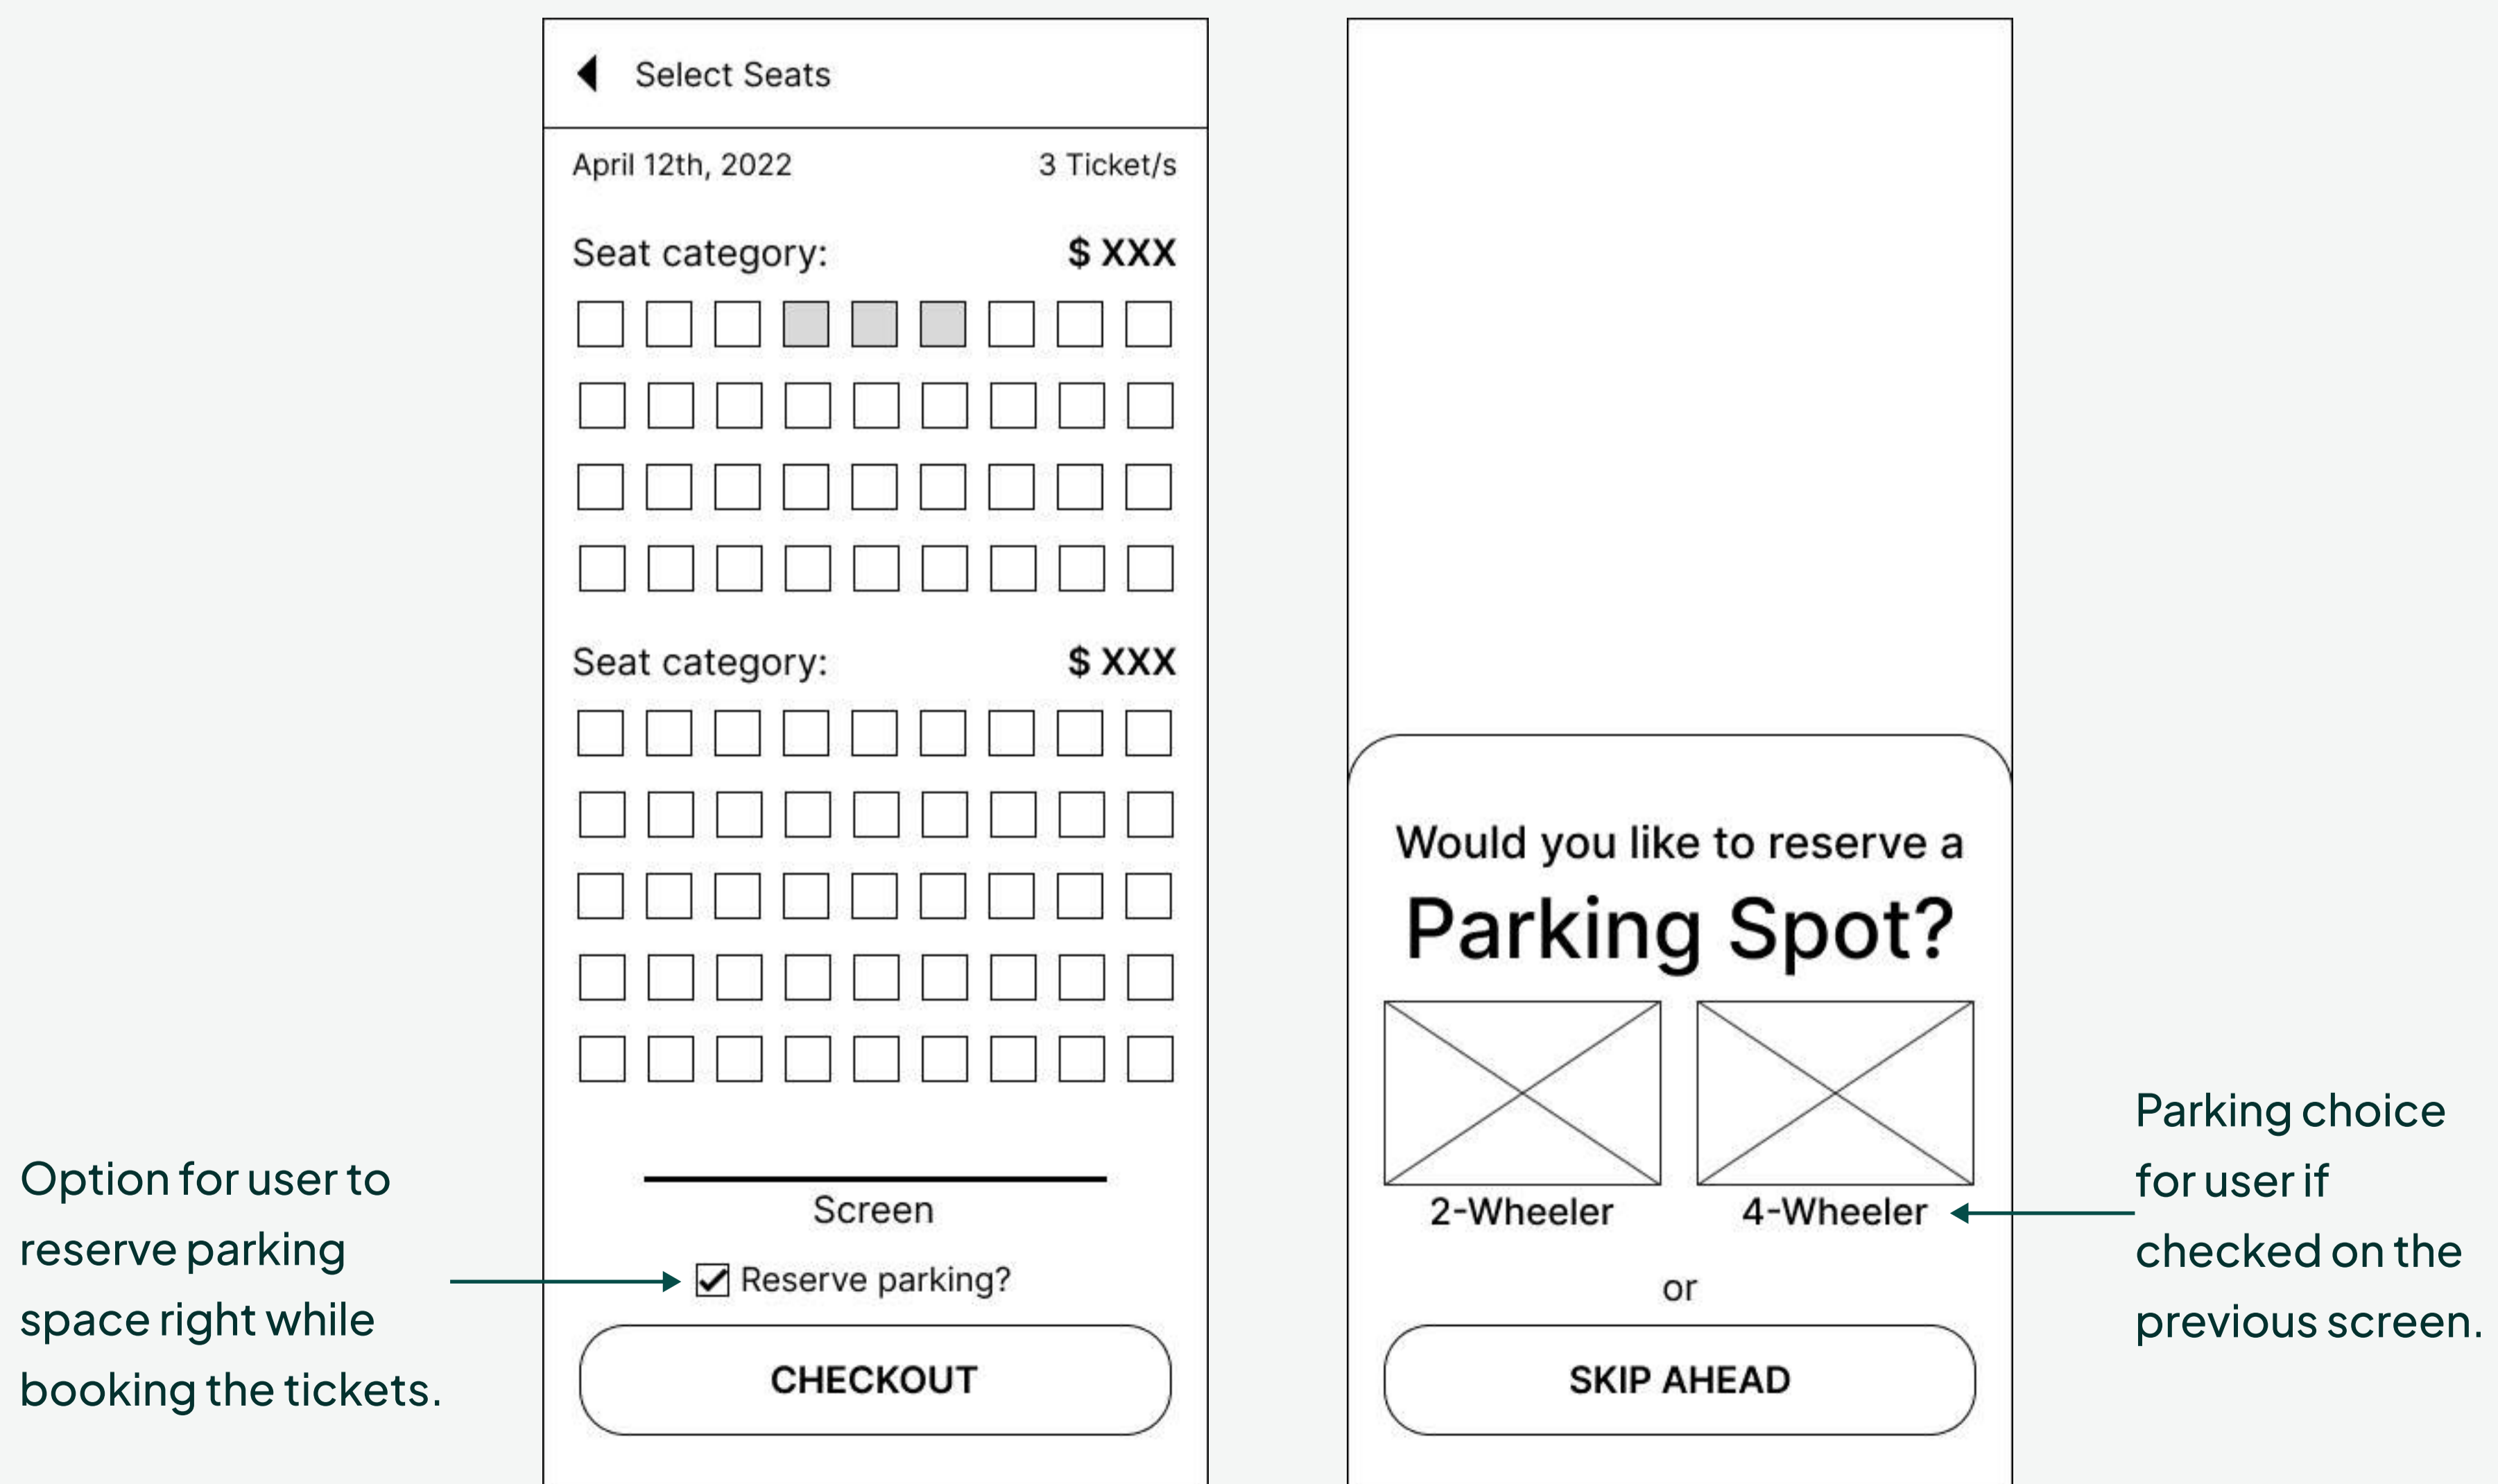 Select Seats
April 12th, 2022
3 Ticket/s
Seat category:
$ XXX
Seat category:
$ XXX
Screen
Reserve parking?
CHECKOUT
Option for user to
reserve parking
space right while
booking the tickets.
Would you like to reserve a
Parking Spot?
2-Wheeler
4-Wheeler
or
SKIP AHEAD
Parking choice
for user if
checked on the
previous screen.